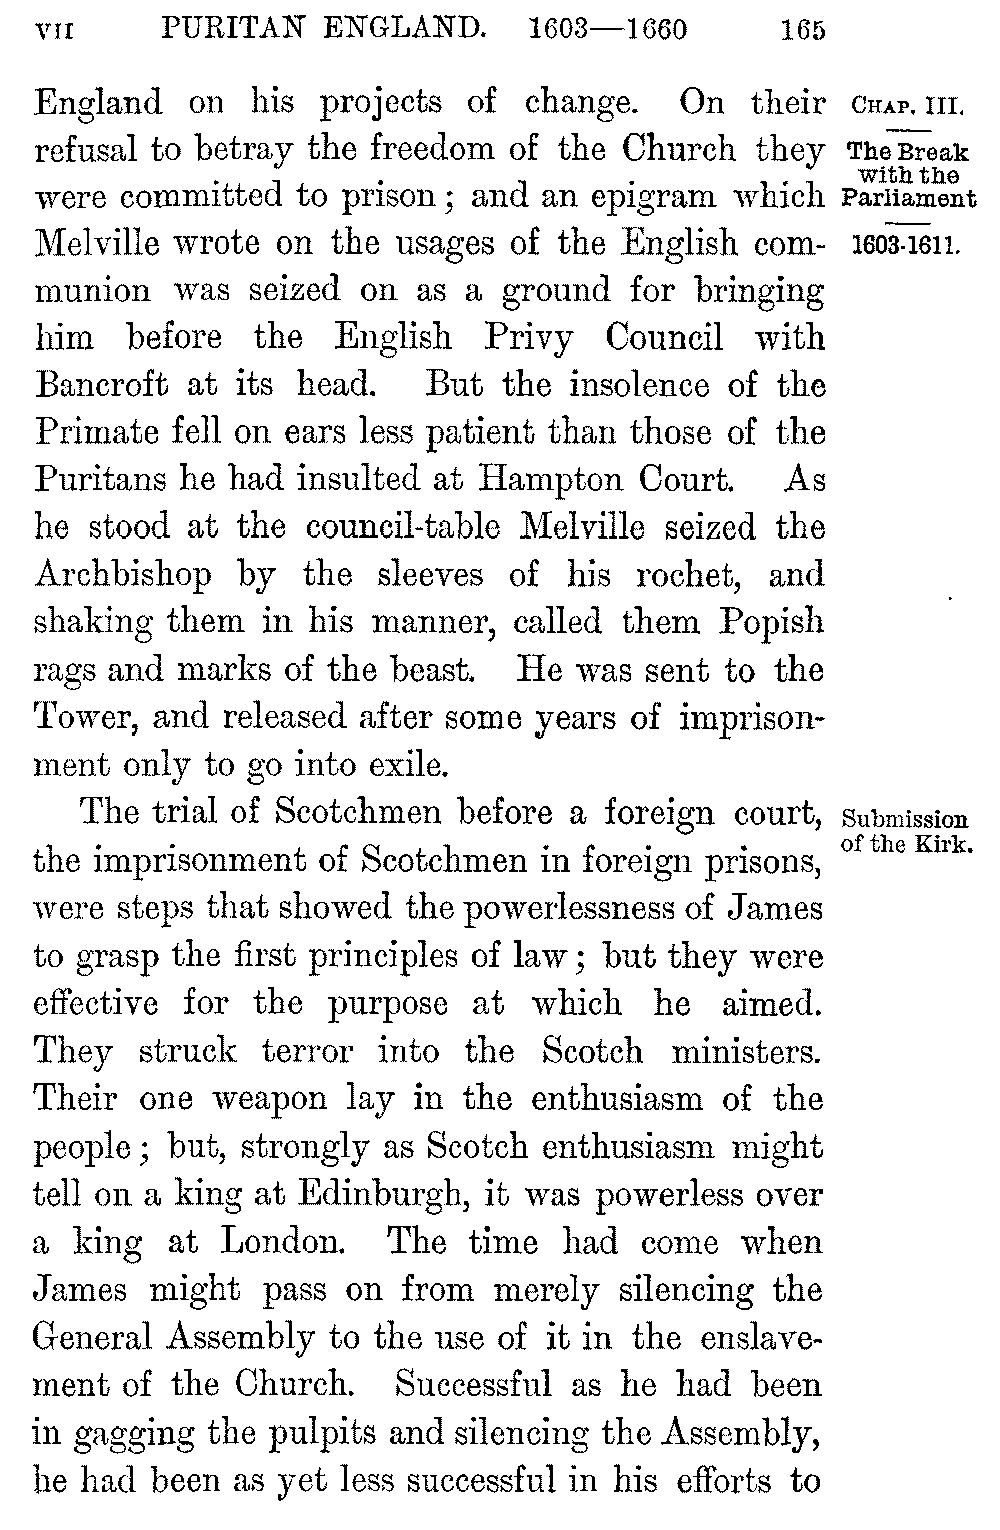 VII PURITAN ENGLAND. 1603—1660 165
England on his projects of change. On their
refusal to betray the freedom of the Church they
were committed to prison; and an epigram which
Melville wrote on the usages of the English com-
munion was seized on as a ground for bringing
him before the English Privy Council with
Bancroft at its head. But the insolence of the
Primate fell on ears less patient than those of the
Puritans he had insulted at Hampton Court. As
he stood at the council-table Melville seized the
Archbishop by the sleeves of his rochet, and
shaking them in his manner, called them Popish
rags and marks of the beast. He was sent to the
Tower, and released after some years of imprison-
ment only to go into exile.
The trial of Scotchmen before a foreign court,
the imprisonment of Scotchmen in foreign prisons,
were steps that showed the powerlessness of James
to grasp the first principles of law; but they were
effective for the purpose at which he aimed.
They struck terror into the Scotch ministers.
Their one weapon lay in the enthusiasm of the
people; but, strongly as Scotch enthusiasm might
tell on a king at Edinburgh, it was powerless over
a king at London. The time had come when
James might pass on from merely silencing the
General Assembly to the use of it in the enslave-
ment of the Church. Successful as he had been
in gagging the pulpits and silencing the Assembly,
he had been as yet less successful in his efforts to
CHAP. III.
The Break
with the
Parliament
1603-1611.
Submission
of the Kirk.